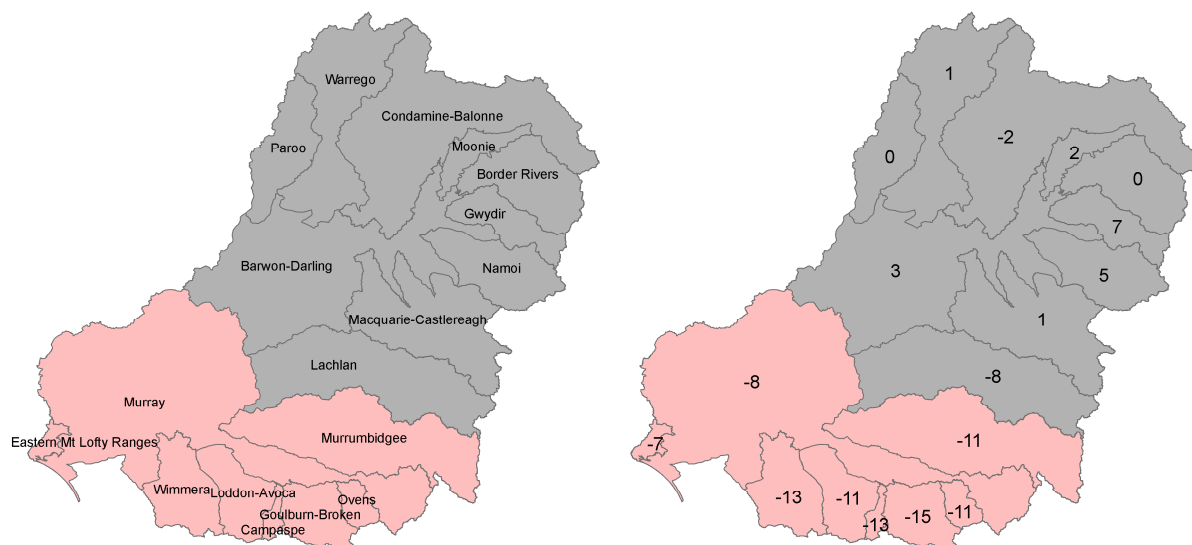 Warrego
Condamine-Balonne
Paroo
Moonie
Border Rivers
Gwydir
Barwon-Darling
Namoi
Macquarie-Castlereagh
Lachlan
Murray
Eastern Mt Lofty Ranges
Murrumbidgee
Wimmera
Loddon-Avoca
Ovens
Goulburn-Broken
Campaspe
1
-2
2
0
0
7
3
5
1
-8
-8
-7
-11
-13
-11
-13
-15
-11